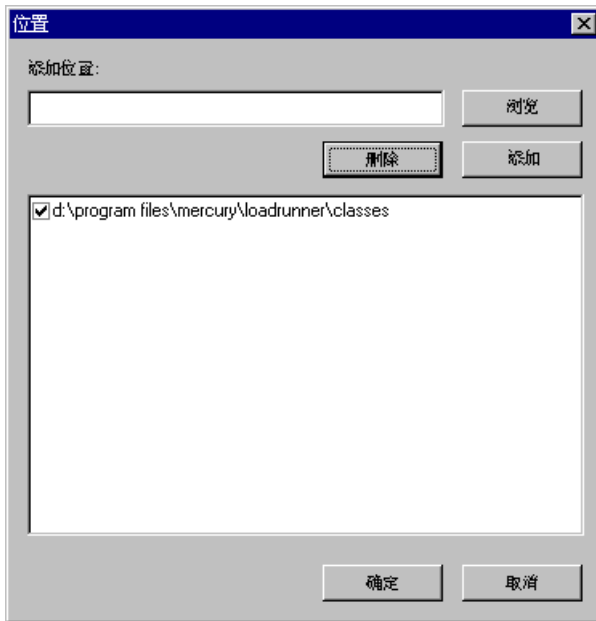 位置
添加位置:
浏览
删除
添加
d:\program files\mercury\loadrunner\classes
确定
取消